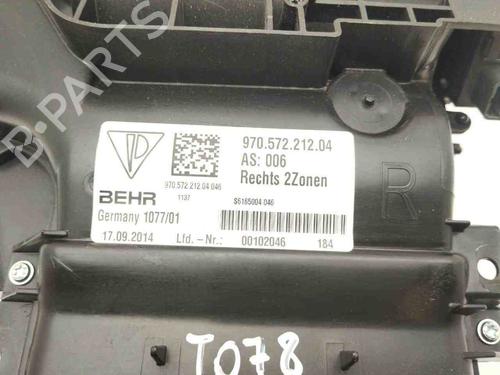 B-PARTS
970.572.212.04
AS: 006
Rechts 2Zonen
970.572.212.04 046
1137
S6165004 046
BEHR
Germany 1077/01
17.09.2014 Lfd.-Nr.: 00102046 184
R
T078